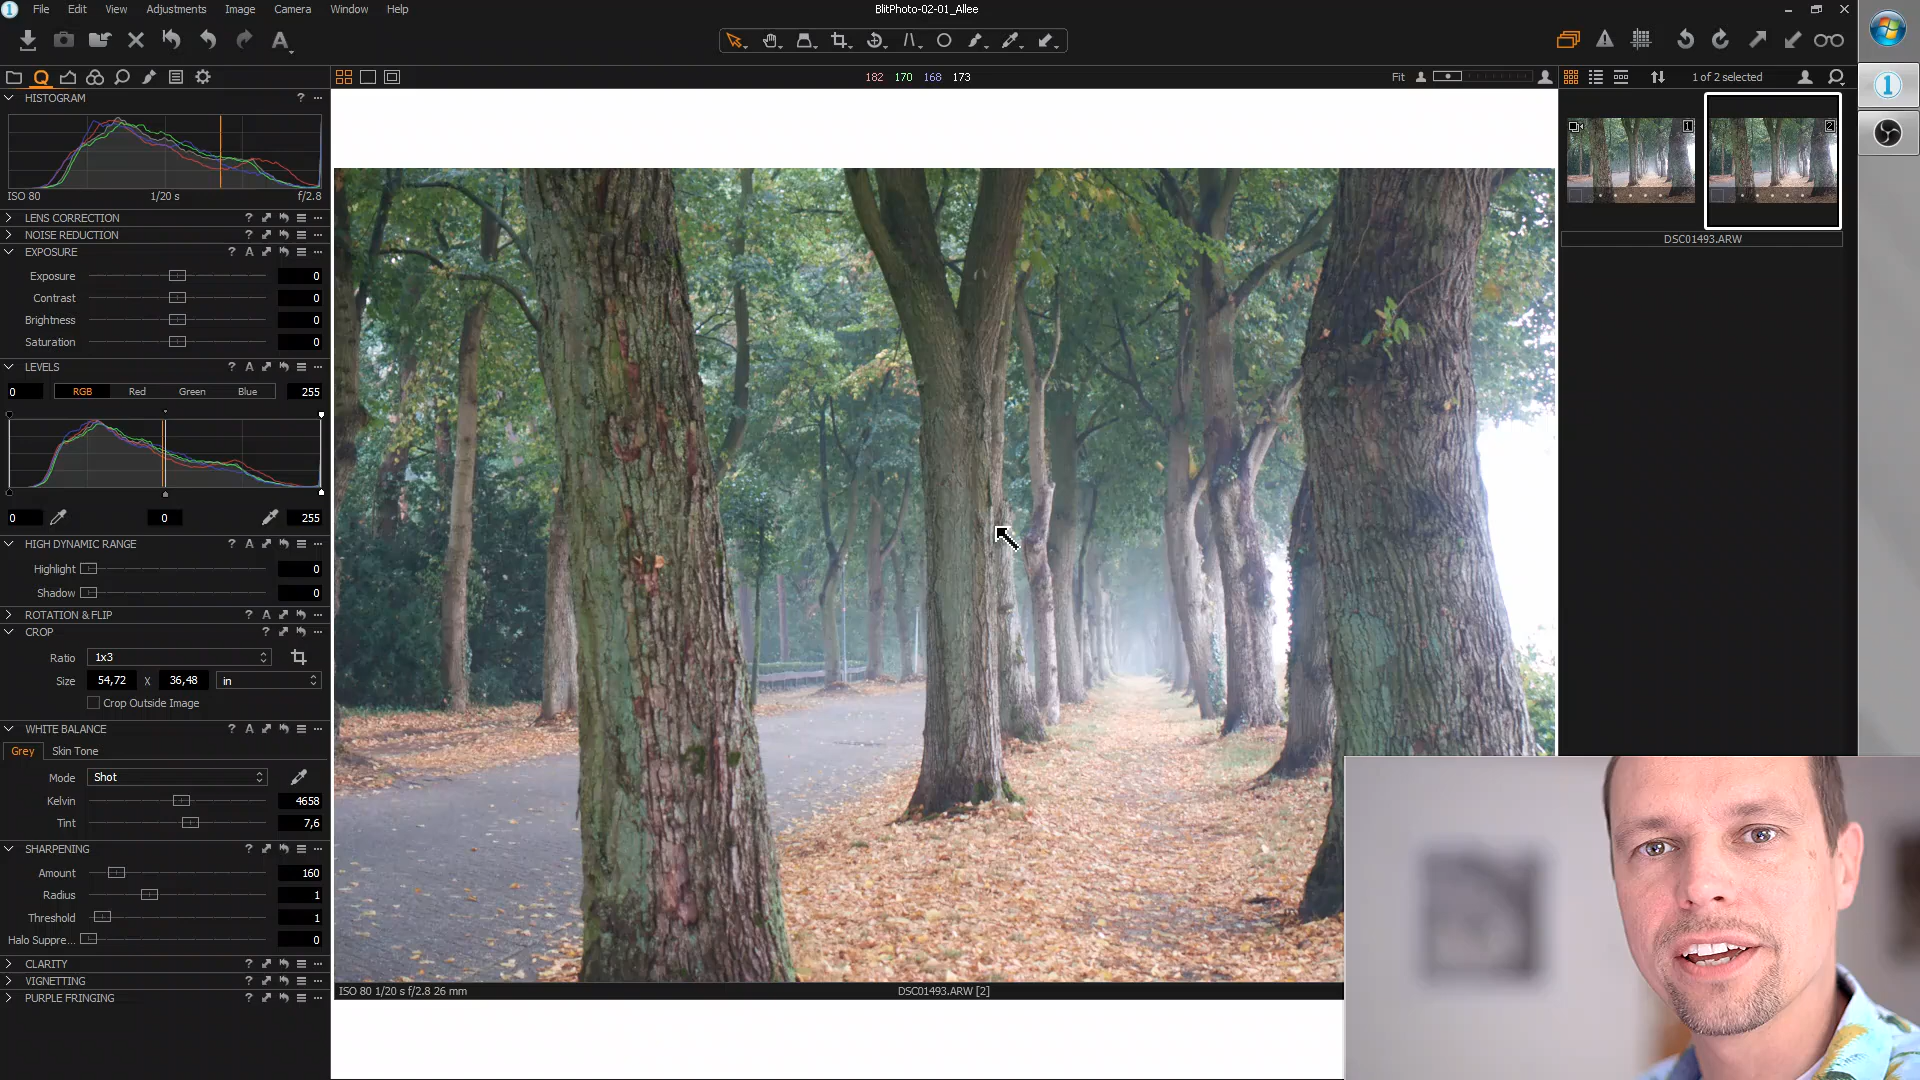 File Edit View Adjustments Image Camera Window Help
BlitPhoto-02-01_Allee
182 170 168 173
Fit
1 of 2 selected
HISTOGRAM ? ...
ISO 80 1/20 s f/2.8
LENS CORRECTION ?
NOISE REDUCTION ?
EXPOSURE ? A
Exposure 0
Contrast 0
Brightness 0
Saturation 0
LEVELS ? A
0 RGB Red Green Blue 255
0 0 255
HIGH DYNAMIC RANGE ? A
Highlight 0
Shadow 0
ROTATION & FLIP ? A
CROP ?
Ratio 1x3
Size 54,72 X 36,48 in
Crop Outside Image
WHITE BALANCE ? A
Grey Skin Tone
Mode Shot
Kelvin 4658
Tint 7,6
SHARPENING ?
Amount 160
Radius 1
Threshold 1
Halo Suppre... 0
CLARITY ?
VIGNETTING ?
PURPLE FRINGING ?
ISO 80 1/20 s f/2.8 26 mm
DSC01493.ARW [2]
1
2
DSC01493.ARW